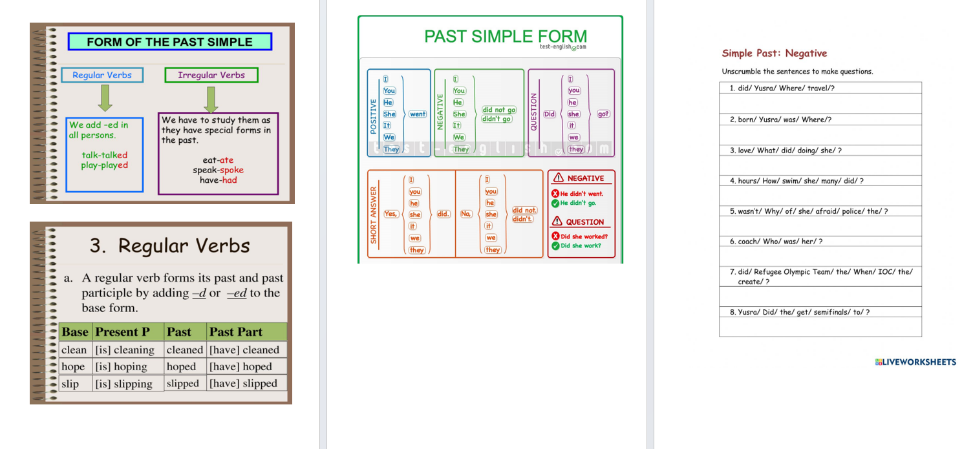 FORM OF THE PAST SIMPLE
Regular Verbs
Irregular Verbs
We add -ed in
all persons.
talk-talked
play-played
We have to study them as
they have special forms in
the past.
eat-ate
speak-spoke
have-had
3. Regular Verbs
a. A regular verb forms its past and past
participle by adding –d or –ed to the
base form.
Base Present P Past Past Part
clean [is] cleaning cleaned [have] cleaned
hope [is] hoping hoped [have] hoped
slip [is] slipping slipped [have] slipped
PAST SIMPLE FORM
test-english.com
POSITIVE
I
You
He
She
It
We
They
went
NEGATIVE
I
You
He
She
It
We
They
did not go
didn't go
QUESTION
Did
I
you
he
she
it
we
they
go?
test-english.com
SHORT ANSWER
Yes,
I
you
he
she
it
we
they
did.
No,
I
you
he
she
it
we
they
did not.
didn't.
NEGATIVE
He didn't went.
He didn't go.
QUESTION
Did she worked?
Did she work?
Simple Past: Negative
Unscrumble the sentences to make questions.
1. did/ Yusra/ Where/ travel/?
2. born/ Yusra/ was/ Where/?
3. love/ What/ did/ doing/ she/ ?
4. hours/ How/ swim/ she/ many/ did/ ?
5. wasn't/ Why/ of/ she/ afraid/ police/ the/ ?
6. coach/ Who/ was/ her/ ?
7. did/ Refugee Olympic Team/ the/ When/ IOC/ the/
create/ ?
8. Yusra/ Did/ the/ get/ semifinals/ to/ ?
LIVEWORKSHEETS